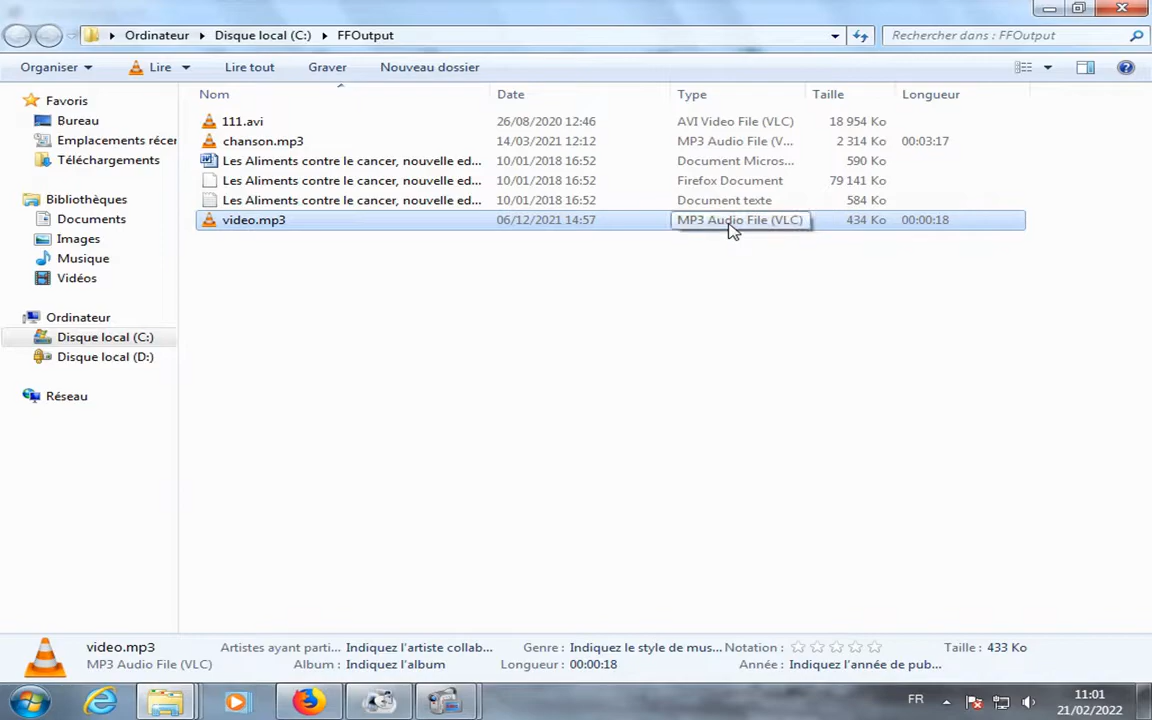 Ordinateur Disque local (C:) FFOutput Rechercher dans : FFOutput
Organiser Lire Lire tout Graver Nouveau dossier
Favoris
Bureau
Emplacements récer
Téléchargements
Bibliothèques
Documents
Images
Musique
Vidéos
Ordinateur
Disque local (C:)
Disque local (D:)
Réseau
Nom Date Type Taille Longueur
111.avi 26/08/2020 12:46 AVI Video File (VLC) 18 954 Ko
chanson.mp3 14/03/2021 12:12 MP3 Audio File (V... 2 314 Ko 00:03:17
Les Aliments contre le cancer, nouvelle ed... 10/01/2018 16:52 Document Micros... 590 Ko
Les Aliments contre le cancer, nouvelle ed... 10/01/2018 16:52 Firefox Document 79 141 Ko
Les Aliments contre le cancer, nouvelle ed... 10/01/2018 16:52 Document texte 584 Ko
video.mp3 06/12/2021 14:57 MP3 Audio File (VLC) 434 Ko 00:00:18
video.mp3 Artistes ayant parti... Indiquez l'artiste collab... Genre : Indiquez le style de mus... Notation : Taille : 433 Ko
MP3 Audio File (VLC) Album : Indiquez l'album Longueur : 00:00:18 Année : Indiquez l'année de pub...
FR 11:01
21/02/2022